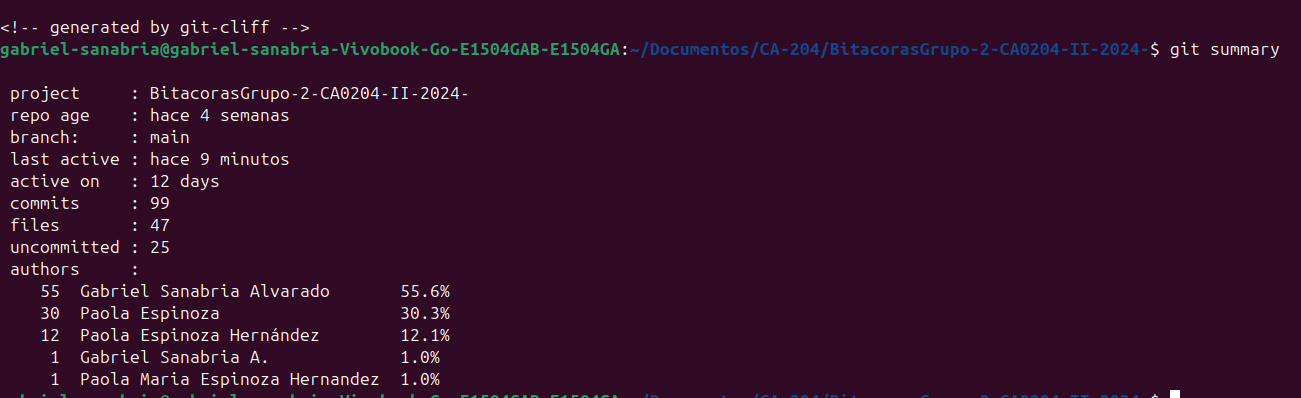 <!-- generated by git-cliff -->
gabriel-sanabria@gabriel-sanabria-Vivobook-Go-E1504GAB-E1504GA:~/Documentos/CA-204/BitacorasGrupo-2-CA0204-II-2024-$ git summary
project : BitacorasGrupo-2-CA0204-II-2024-
repo age : hace 4 semanas
branch: : main
last active : hace 9 minutos
active on : 12 days
commits : 99
files : 47
uncommitted : 25
authors :
55 Gabriel Sanabria Alvarado 55.6%
30 Paola Espinoza 30.3%
12 Paola Espinoza Hernández 12.1%
1 Gabriel Sanabria A. 1.0%
1 Paola Maria Espinoza Hernandez 1.0%